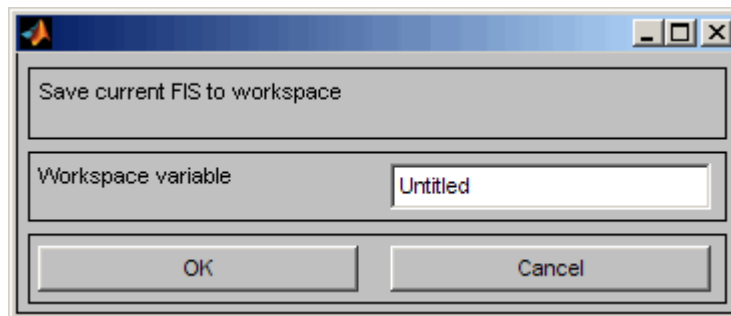 Save current FIS to workspace
Workspace variable
Untitled
OK
Cancel